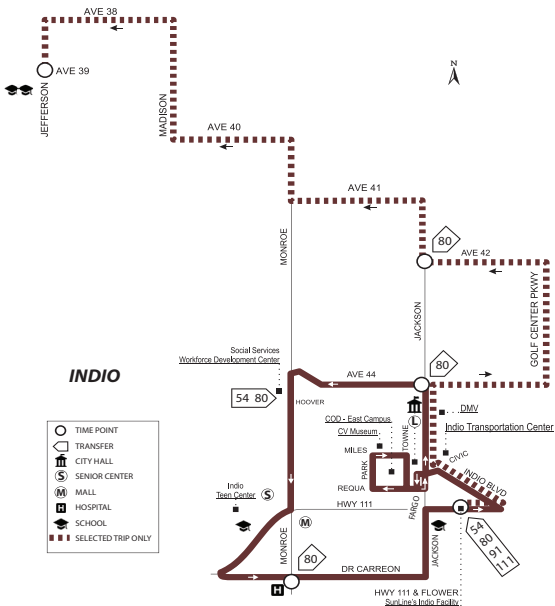 AVE 38
AVE 39
JEFFERSON
MADISON
N
AVE 40
AVE 41
80
MONROE
AVE 42
GOLF CENTER PKWY
JACKSON
Social Services
Workforce Development Center
AVE 44
80
INDIO
54 80
HOOVER
DMV
COD - East Campus
L
Indio Transportation Center
CV Museum
TOWNE
MILES
CIVIC
PARK
INDIO BLVD
REQUA
FARGO
TIME POINT
TRANSFER
CITY HALL
S SENIOR CENTER
M MALL
H HOSPITAL
SCHOOL
SELECTED TRIP ONLY
Indio
Teen Center
S
HWY 111
M
54
80
91
111
MONROE
80
JACKSON
DR CARREON
H
HWY 111 & FLOWER
SunLine's Indio Facility